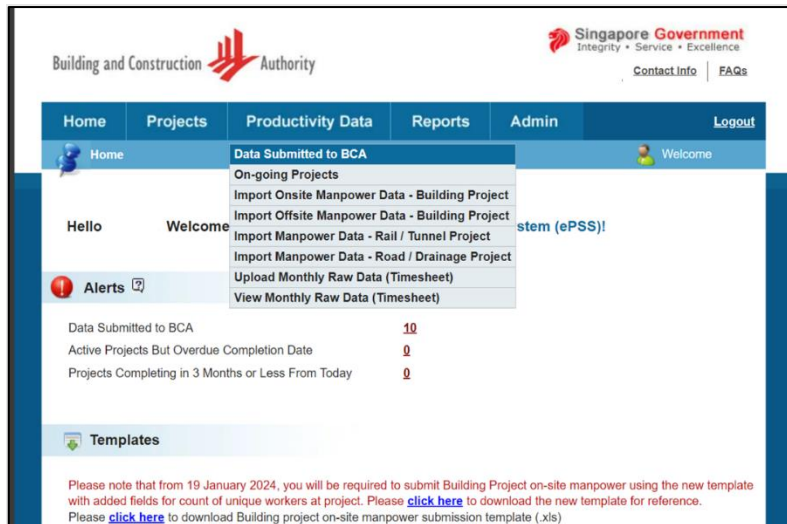 Building and Construction Authority
Singapore Government
Integrity • Service • Excellence
Contact Info FAQs
Home Projects Productivity Data Reports Admin Logout
Home Data Submitted to BCA Welcome
On-going Projects
Import Onsite Manpower Data - Building Project
Import Offsite Manpower Data - Building Project
Hello Welcome stem (ePSS)!
Import Manpower Data - Rail / Tunnel Project
Import Manpower Data - Road / Drainage Project
Upload Monthly Raw Data (Timesheet)
Alerts ?
View Monthly Raw Data (Timesheet)
Data Submitted to BCA 10
Active Projects But Overdue Completion Date 0
Projects Completing in 3 Months or Less From Today 0
Templates
Please note that from 19 January 2024, you will be required to submit Building Project on-site manpower using the new template
with added fields for count of unique workers at project. Please click here to download the new template for reference.
Please click here to download Building project on-site manpower submission template (.xls)